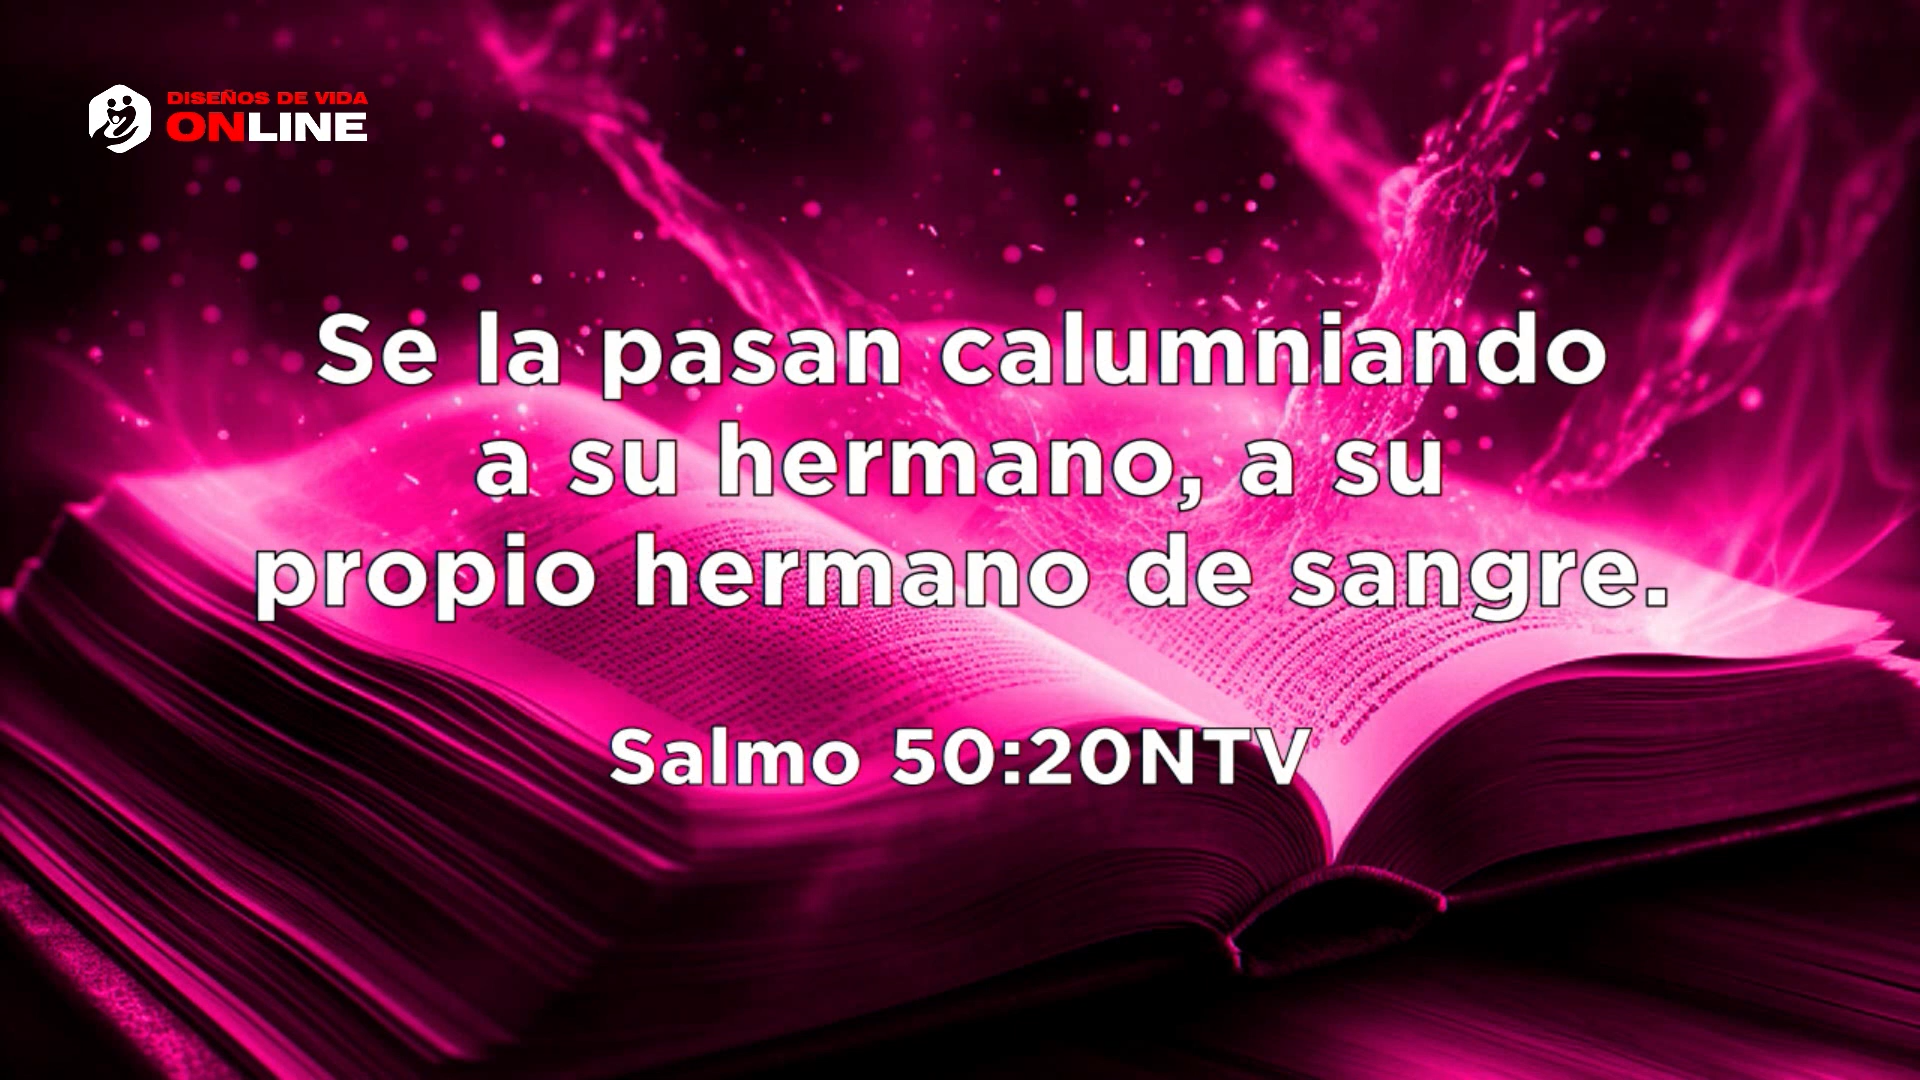 DISEÑOS DE VIDA
ONLINE
Se la pasan calumniando
a su hermano, a su
propio hermano de sangre.
Salmo 50:20NTV